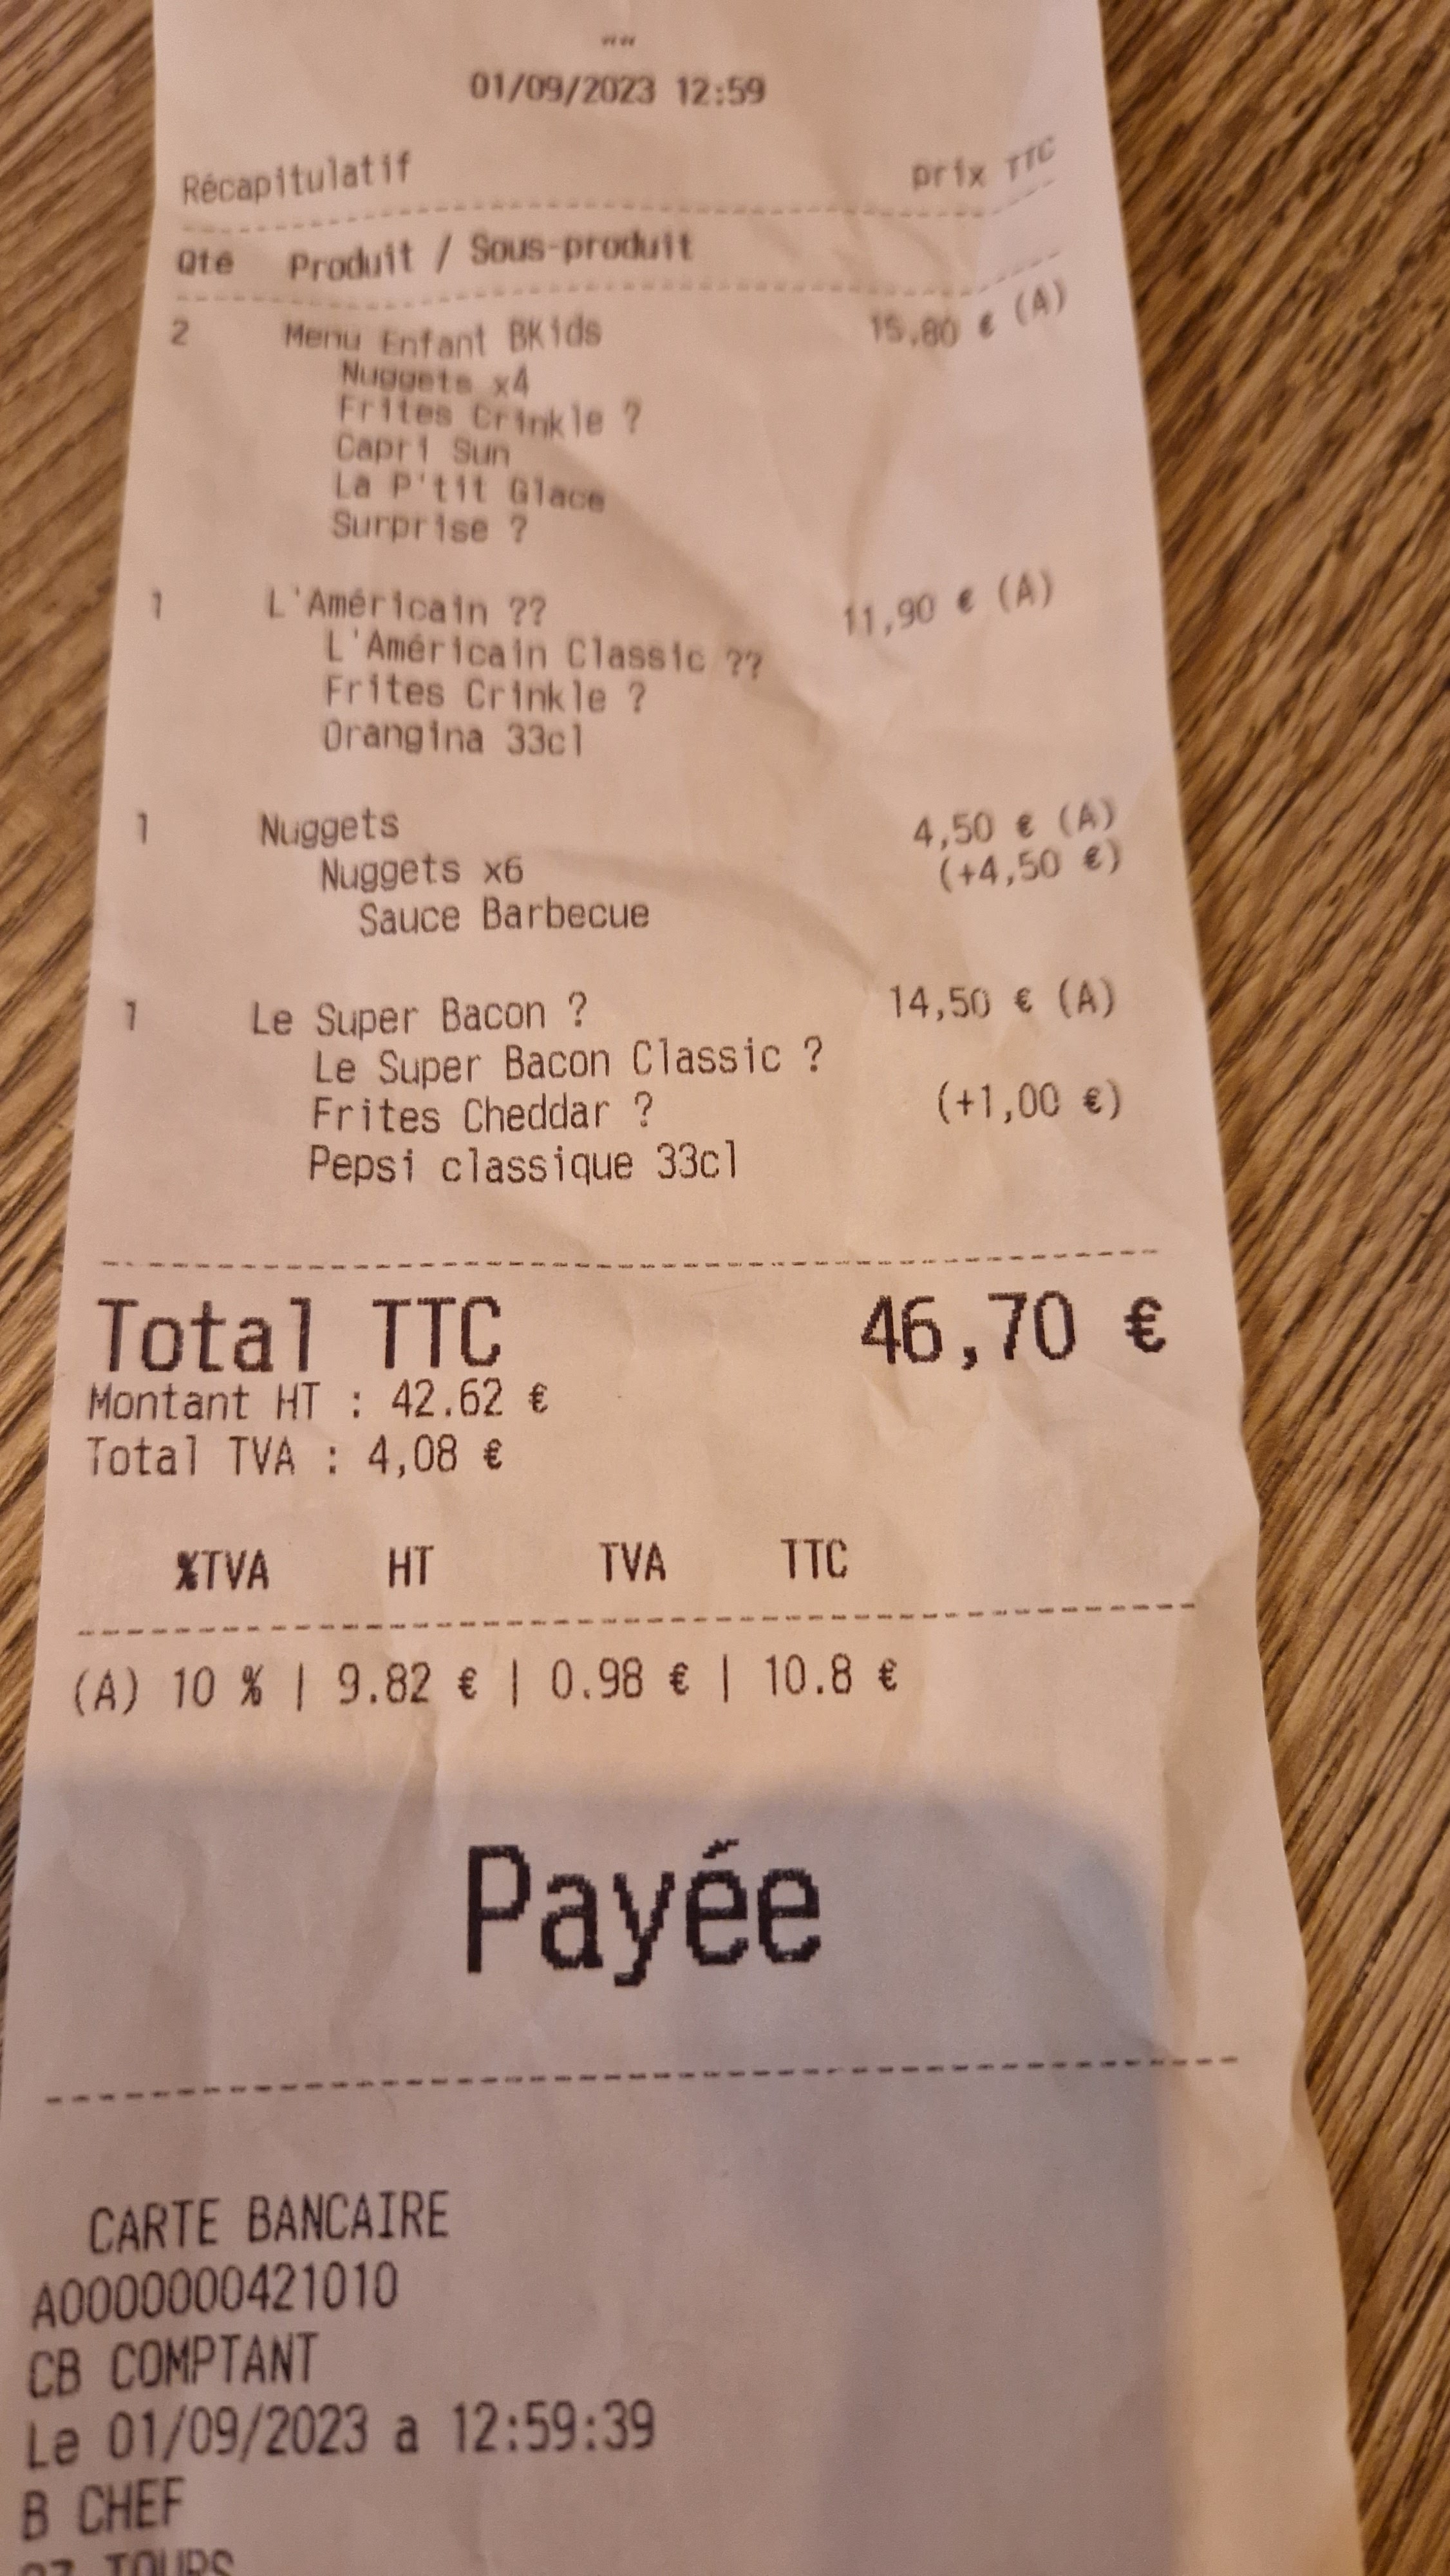 01/09/2023 12:59
Récapitulatif prix TTC
Qté Produit / Sous-produit
2 Menu Enfant BKids 15,80 € (A)
Nuggets x4
Frites Crinkle ?
Capri Sun
La P'tit Glace
Surprise ?
1 L'Américain ?? 11,90 € (A)
L'Américain Classic ??
Frites Crinkle ?
Orangina 33cl
1 Nuggets 4,50 € (A)
Nuggets x6 (+4,50 €)
Sauce Barbecue
1 Le Super Bacon ? 14,50 € (A)
Le Super Bacon Classic ?
Frites Cheddar ? (+1,00 €)
Pepsi classique 33cl
Total TTC 46,70 €
Montant HT : 42.62 €
Total TVA : 4,08 €
%TVA HT TVA TTC
(A) 10 % | 9.82 € | 0.98 € | 10.8 €
Payée
CARTE BANCAIRE
A0000000421010
CB COMPTANT
Le 01/09/2023 a 12:59:39
B CHEF
37 TOURS